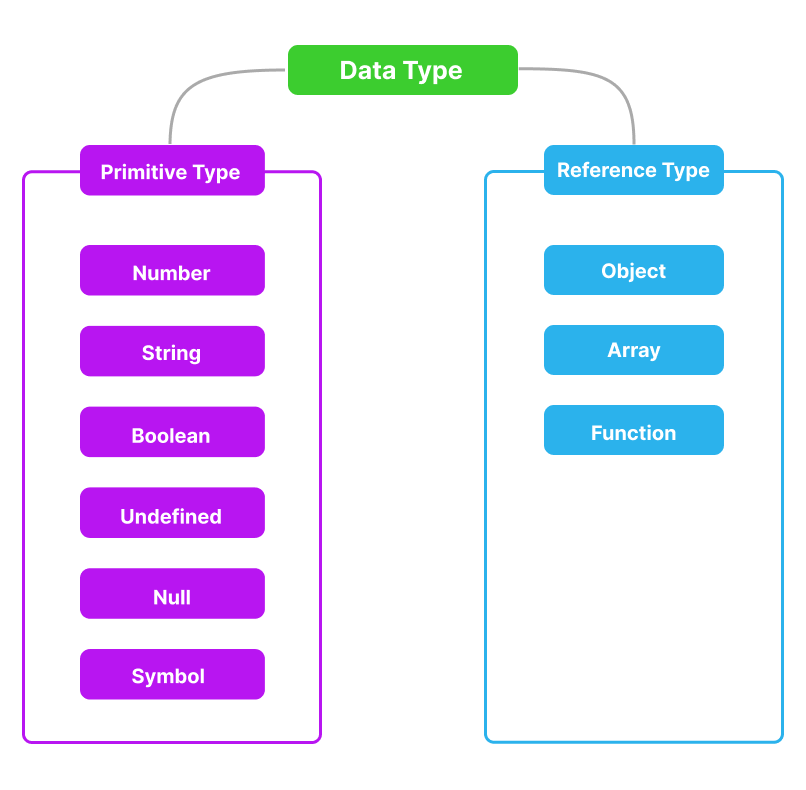 Data Type
Primitive Type
Number
String
Boolean
Undefined
Null
Symbol
Reference Type
Object
Array
Function